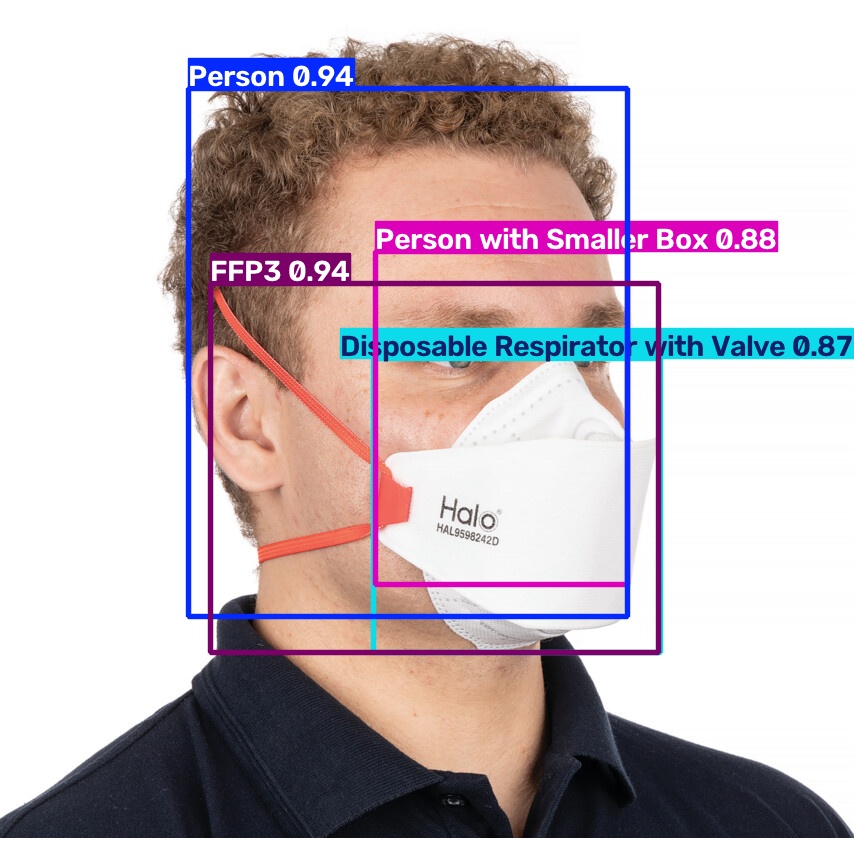 Person 0.94
Person with Smaller Box 0.88
FFP3 0.94
Disposable Respirator with Valve 0.87
Halo®
HAL9598242D